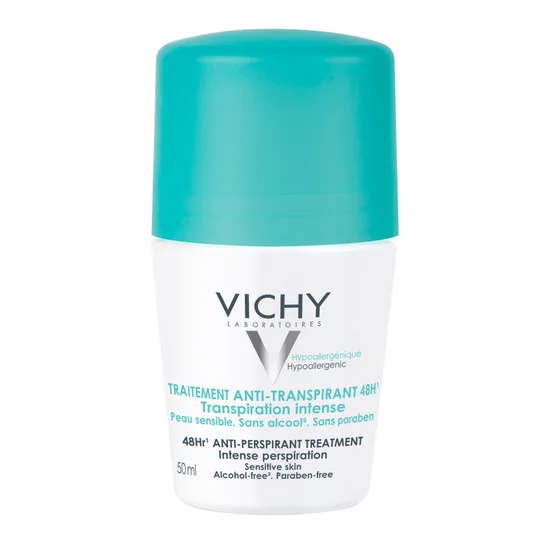 VICHY
LABORATOIRES
Hypoallergénique
Hypoallergenic
TRAITEMENT ANTI-TRANSPIRANT 48H¹
Transpiration intense
Peau sensible. Sans alcool². Sans paraben
48Hr¹ ANTI-PERSPIRANT TREATMENT
Intense perspiration
50ml
Sensitive skin
Alcohol-free². Paraben-free